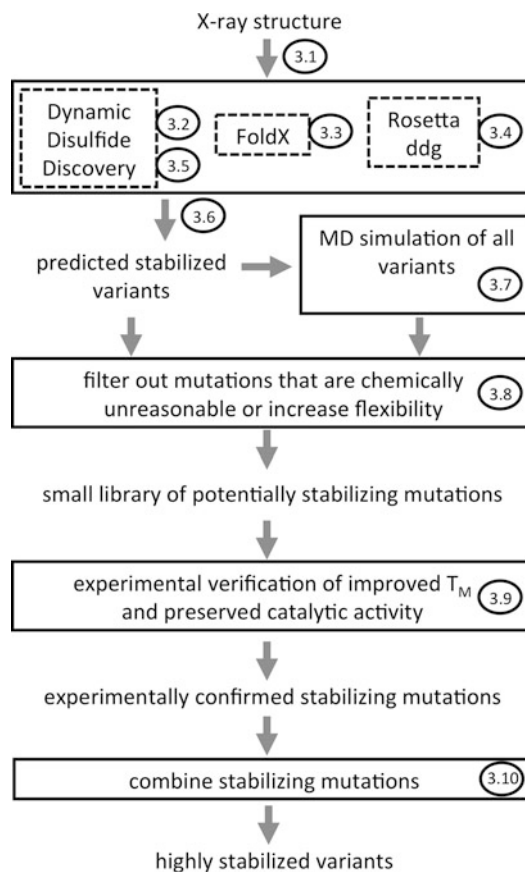 X-ray structure
3.1
Dynamic
Disulfide
Discovery
3.2
3.5
FoldX
3.3
Rosetta
ddg
3.4
3.6
predicted stabilized
variants
MD simulation of all
variants
3.7
filter out mutations that are chemically
unreasonable or increase flexibility
3.8
small library of potentially stabilizing mutations
experimental verification of improved TM
and preserved catalytic activity
3.9
experimentally confirmed stabilizing mutations
combine stabilizing mutations
3.10
highly stabilized variants